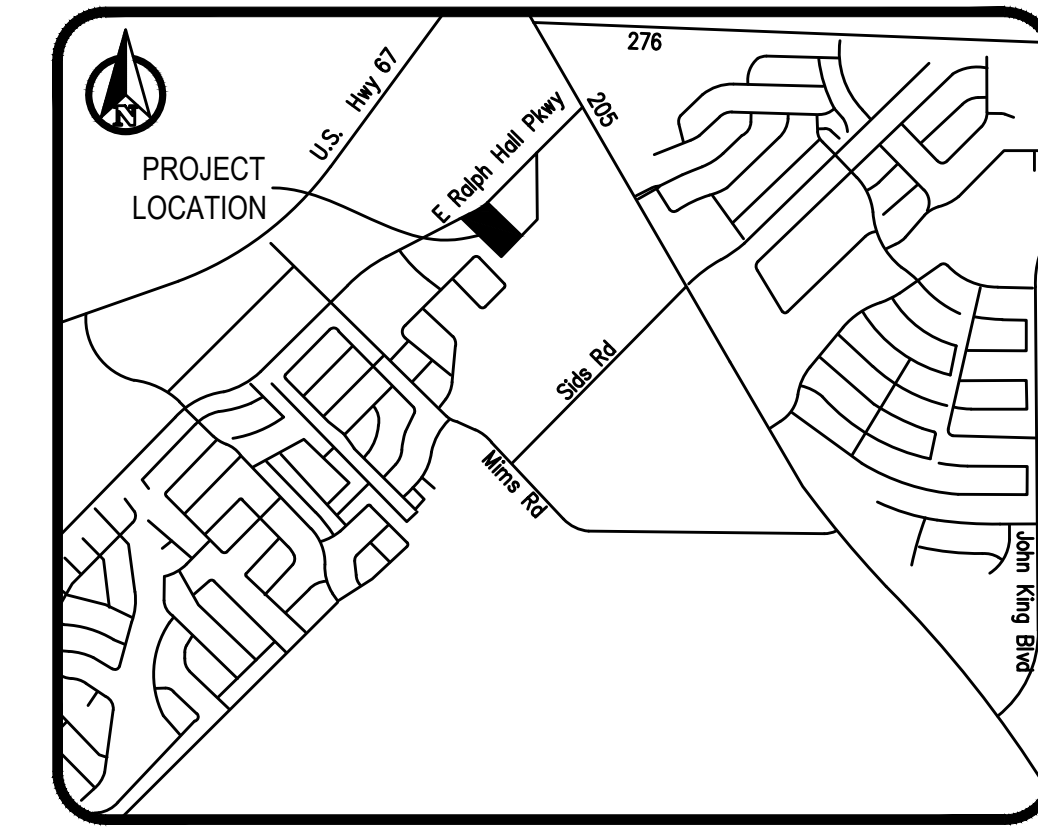 276
U.S. Hwy 67
205
E Ralph Hall Pkwy
N
PROJECT
LOCATION
Sids Rd
Mims Rd
John King Blvd